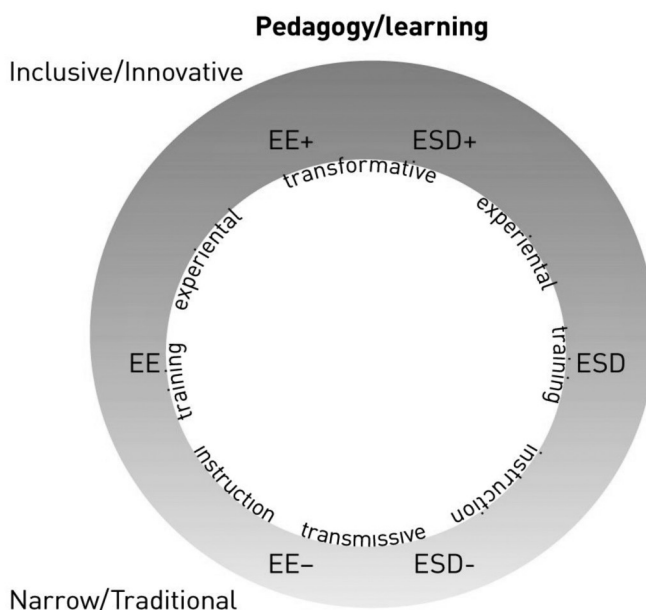 Pedagogy/learning
Inclusive/Innovative
EE+ ESD+
transformative
experiental
experiental
EE
training
training
ESD
instruction
instruction
transmissive
EE– ESD-
Narrow/Traditional